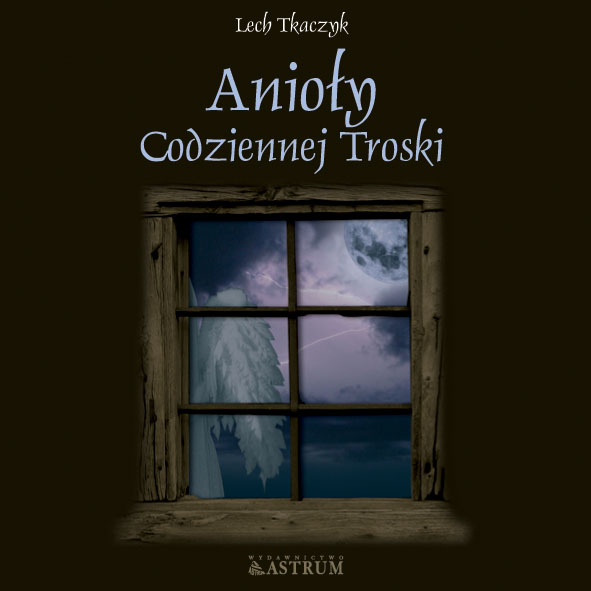 Lech Tkaczyk
Anioły
Codziennej Troski
WYDAWNICTWO
ASTRUM